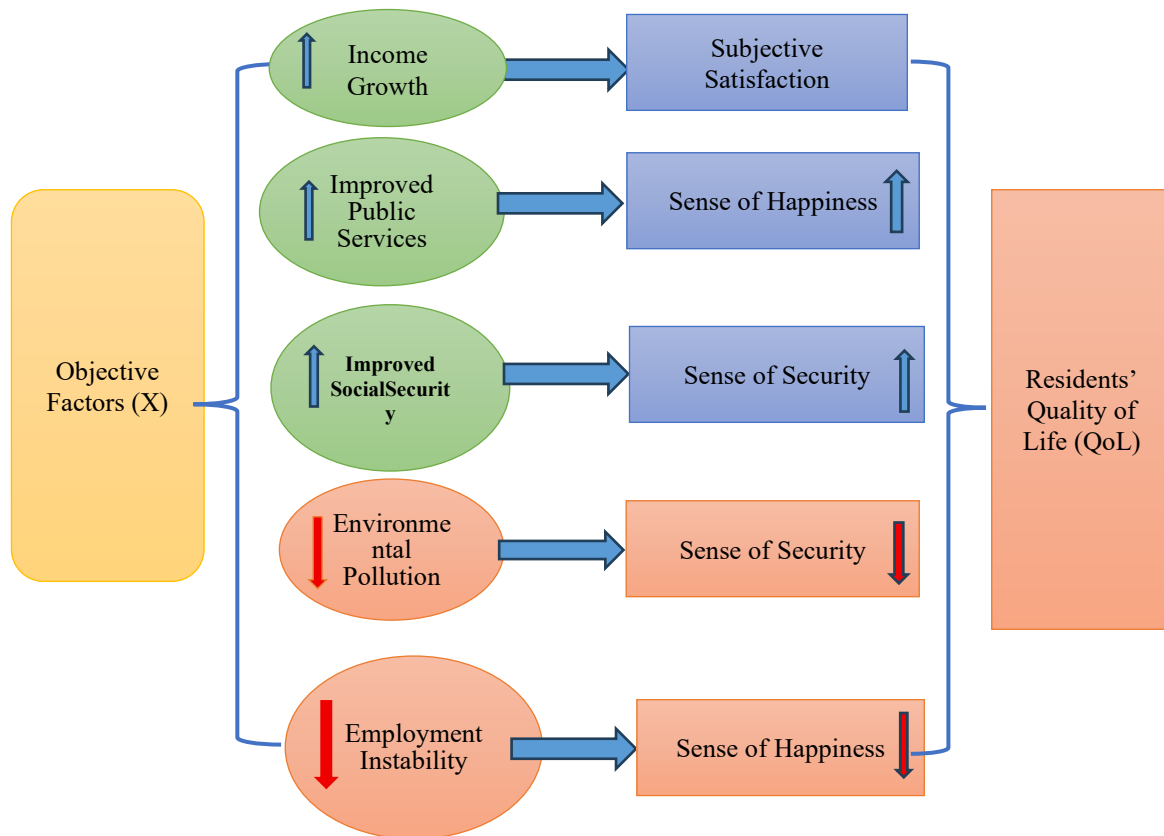 Objective
Factors (X)
Income
Growth
Subjective
Satisfaction
Improved
Public
Services
Sense of Happiness
Improved
SocialSecurit
y
Sense of Security
Environme
ntal
Pollution
Sense of Security
Employment
Instability
Sense of Happiness
Residents’
Quality of
Life (QoL)